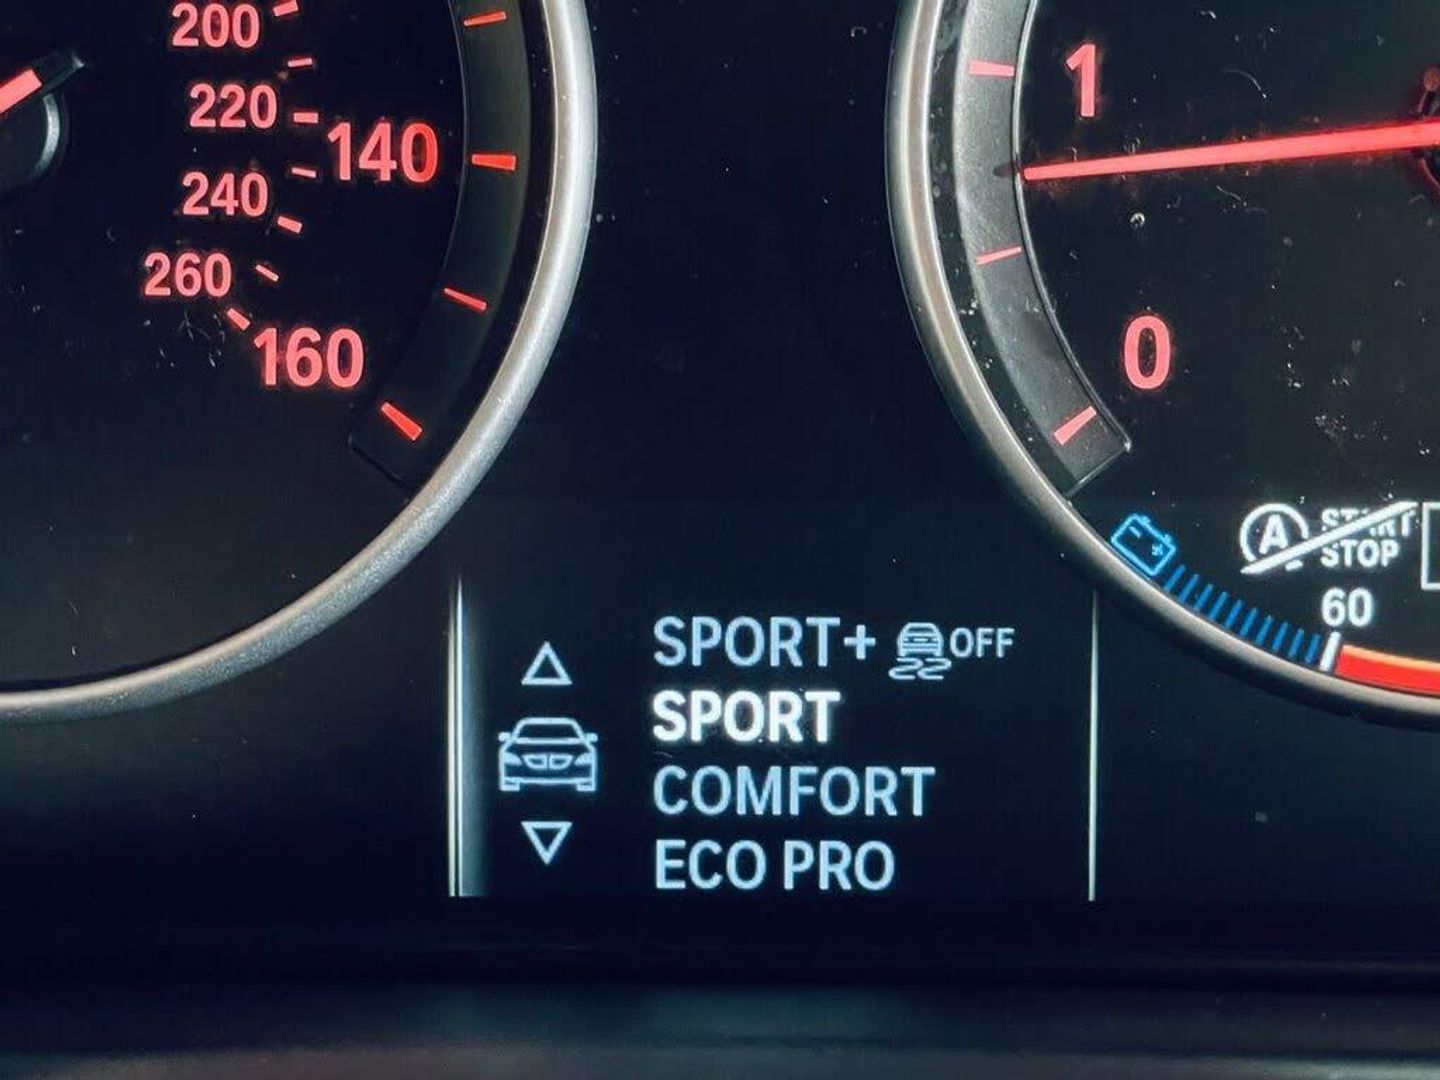 200
220
140
240
260
160
1
0
A START
STOP
60
SPORT+ OFF
SPORT
COMFORT
ECO PRO